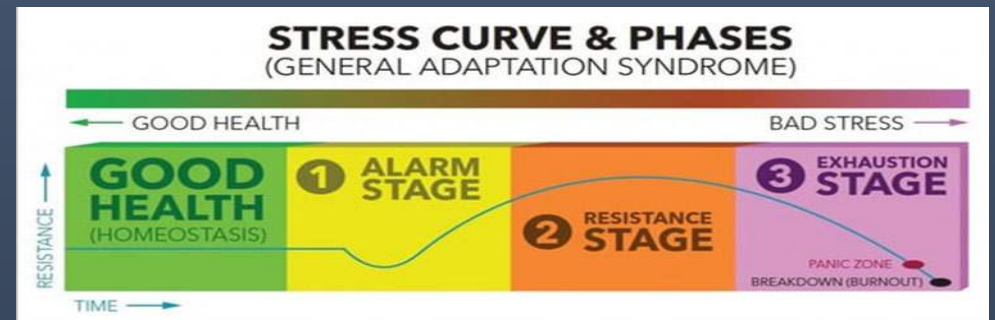 STRESS CURVE & PHASES
(GENERAL ADAPTATION SYNDROME)
GOOD HEALTH
BAD STRESS
GOOD
HEALTH
(HOMEOSTASIS)
1 ALARM
STAGE
2 RESISTANCE
STAGE
3 EXHAUSTION
STAGE
PANIC ZONE
BREAKDOWN (BURNOUT)
RESISTANCE
TIME